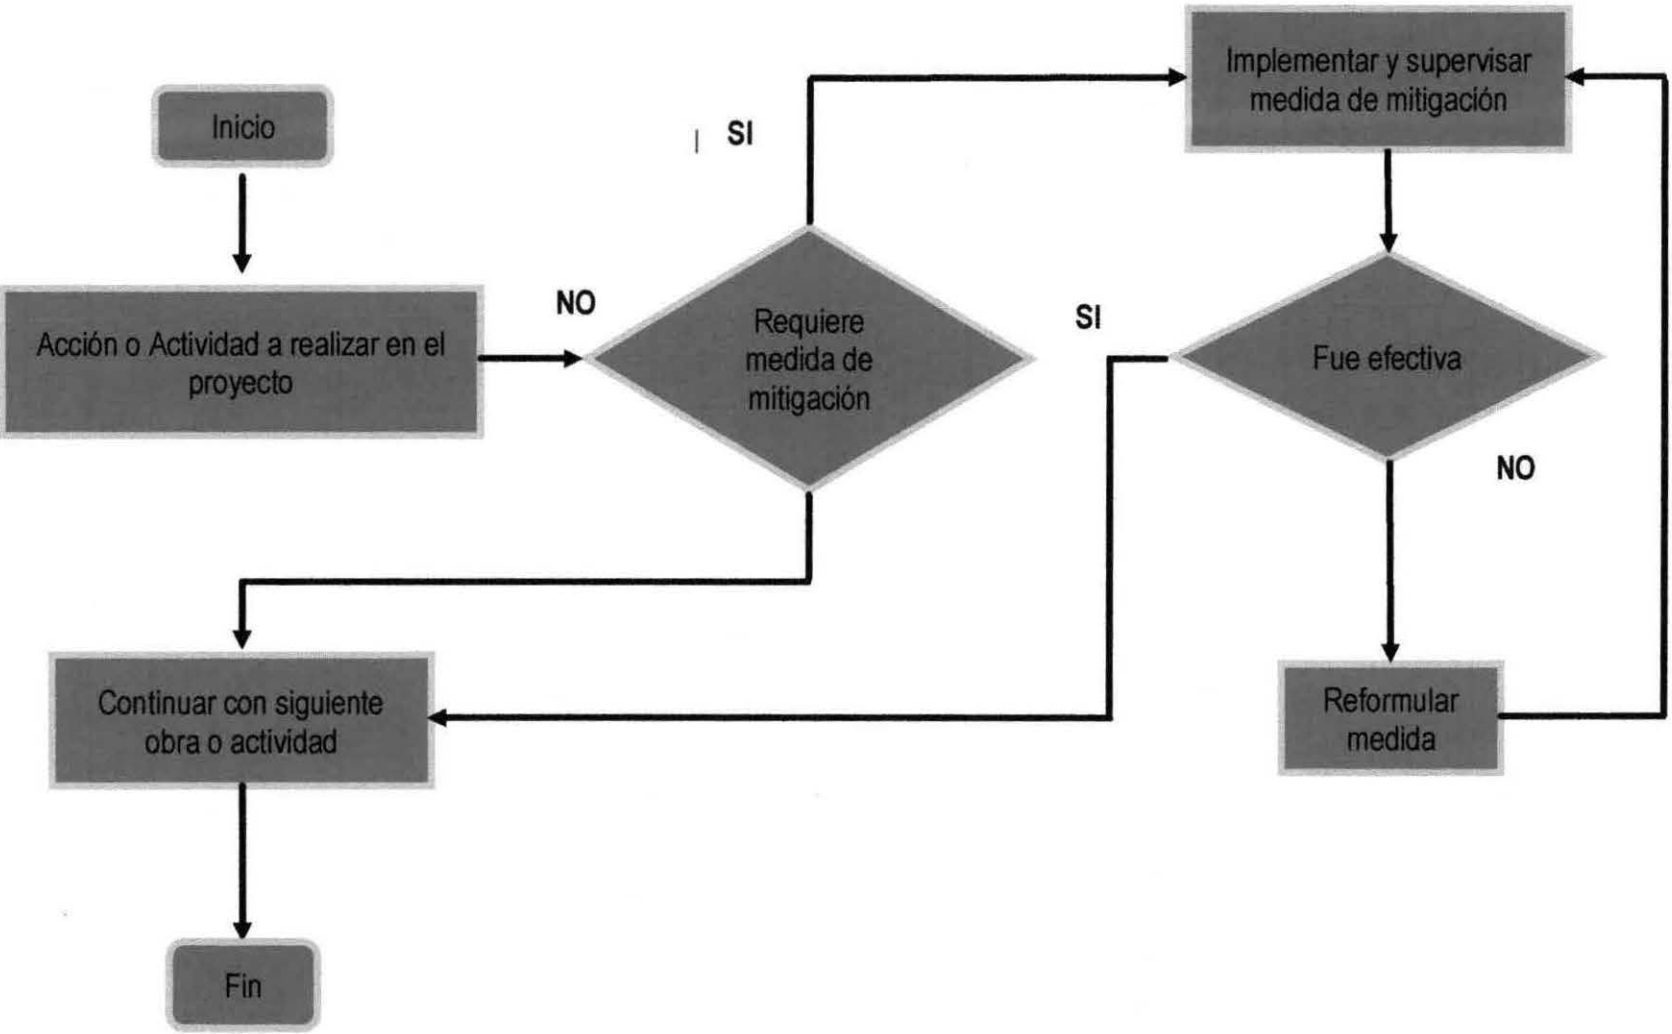 Inicio
Acción o Actividad a realizar en el
proyecto
NO
Requiere
medida de
mitigación
SI
Implementar y supervisar
medida de mitigación
Fue efectiva
SI
NO
Reformular
medida
Continuar con siguiente
obra o actividad
Fin